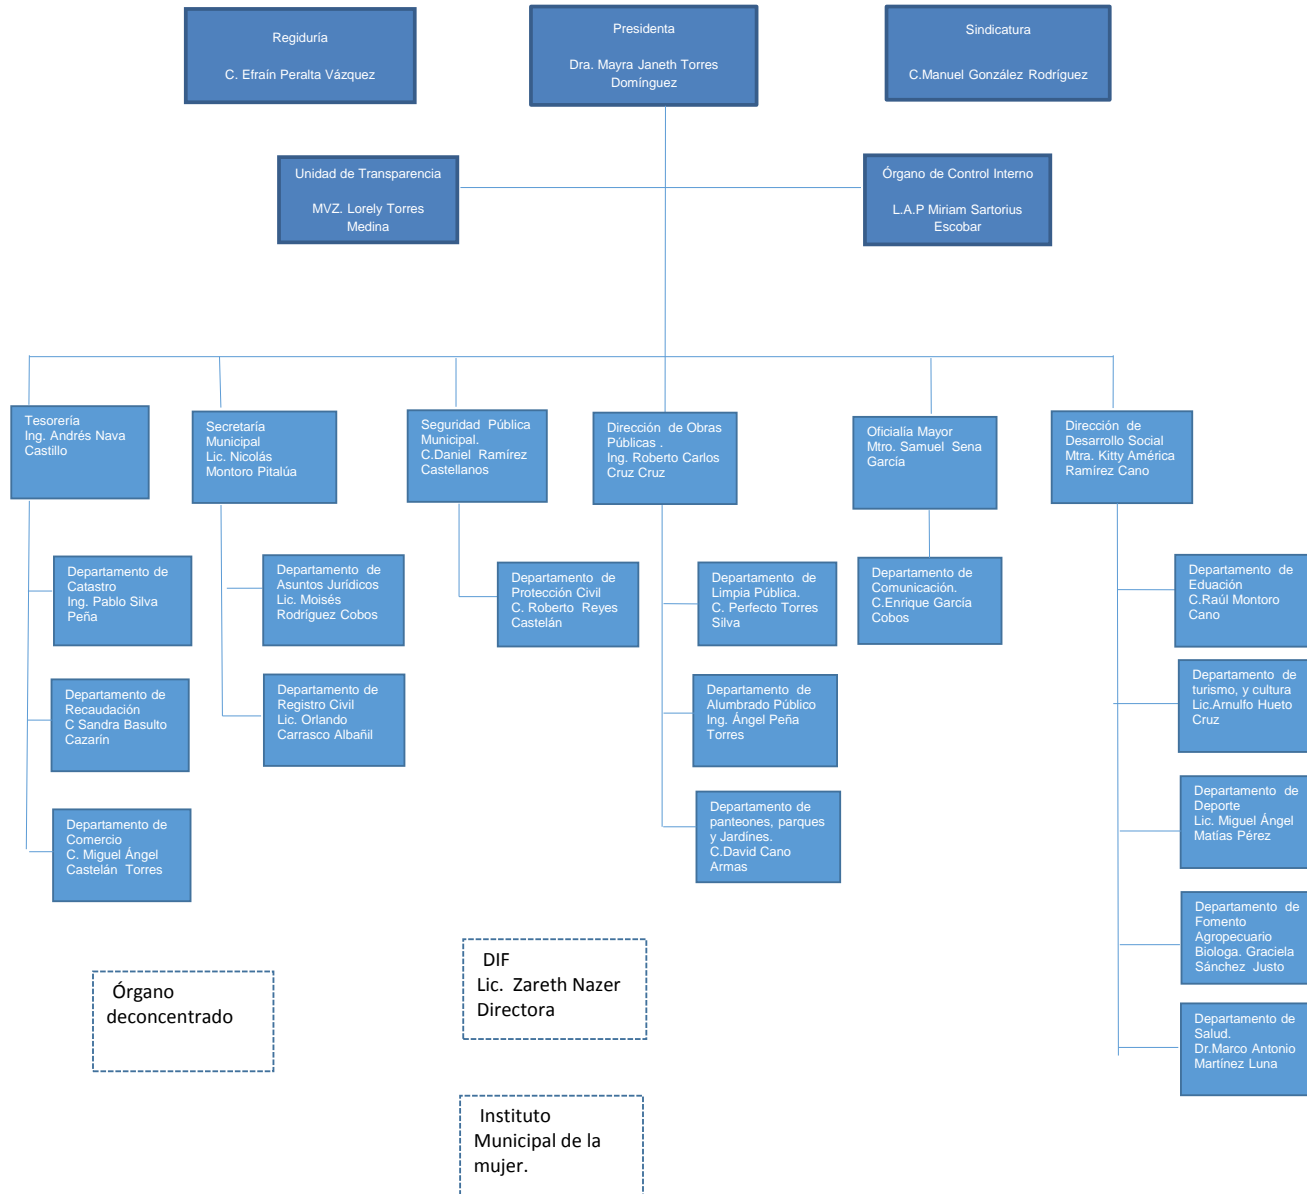 Regiduría
C. Efraín Peralta Vázquez
Presidenta
Dra. Mayra Janeth Torres
Domínguez
Sindicatura
C.Manuel González Rodríguez
Unidad de Transparencia
MVZ. Lorely Torres
Medina
Órgano de Control Interno
L.A.P Miriam Sartorius
Escobar
Tesorería
Ing. Andrés Nava
Castillo
Secretaría
Municipal
Lic. Nicolás
Montoro Pitalúa
Seguridad Pública
Municipal.
C.Daniel Ramírez
Castellanos
Dirección de Obras
Públicas .
Ing. Roberto Carlos
Cruz Cruz
Oficialía Mayor
Mtro. Samuel Sena
García
Dirección de
Desarrollo Social
Mtra. Kitty América
Ramírez Cano
Departamento de
Catastro
Ing. Pablo Silva
Peña
Departamento de
Asuntos Jurídicos
Lic. Moisés
Rodríguez Cobos
Departamento de
Protección Civil
C. Roberto Reyes
Castelán
Departamento de
Limpia Pública.
C. Perfecto Torres
Silva
Departamento de
Comunicación.
C.Enrique García
Cobos
Departamento de
Eduación
C.Raúl Montoro
Cano
Departamento de
Recaudación
C Sandra Basulto
Cazarín
Departamento de
Registro Civil
Lic. Orlando
Carrasco Albañil
Departamento de
Alumbrado Público
Ing. Ángel Peña
Torres
Departamento de
turismo, y cultura
Lic.Arnulfo Hueto
Cruz
Departamento de
Comercio
C. Miguel Ángel
Castelán Torres
Departamento de
panteones, parques
y Jardínes.
C.David Cano
Armas
Departamento de
Deporte
Lic. Miguel Ángel
Matías Pérez
Departamento de
Fomento
Agropecuario
Biologa. Graciela
Sánchez Justo
Órgano
deconcentrado
DIF
Lic. Zareth Nazer
Directora
Departamento de
Salud.
Dr.Marco Antonio
Martínez Luna
Instituto
Municipal de la
mujer.